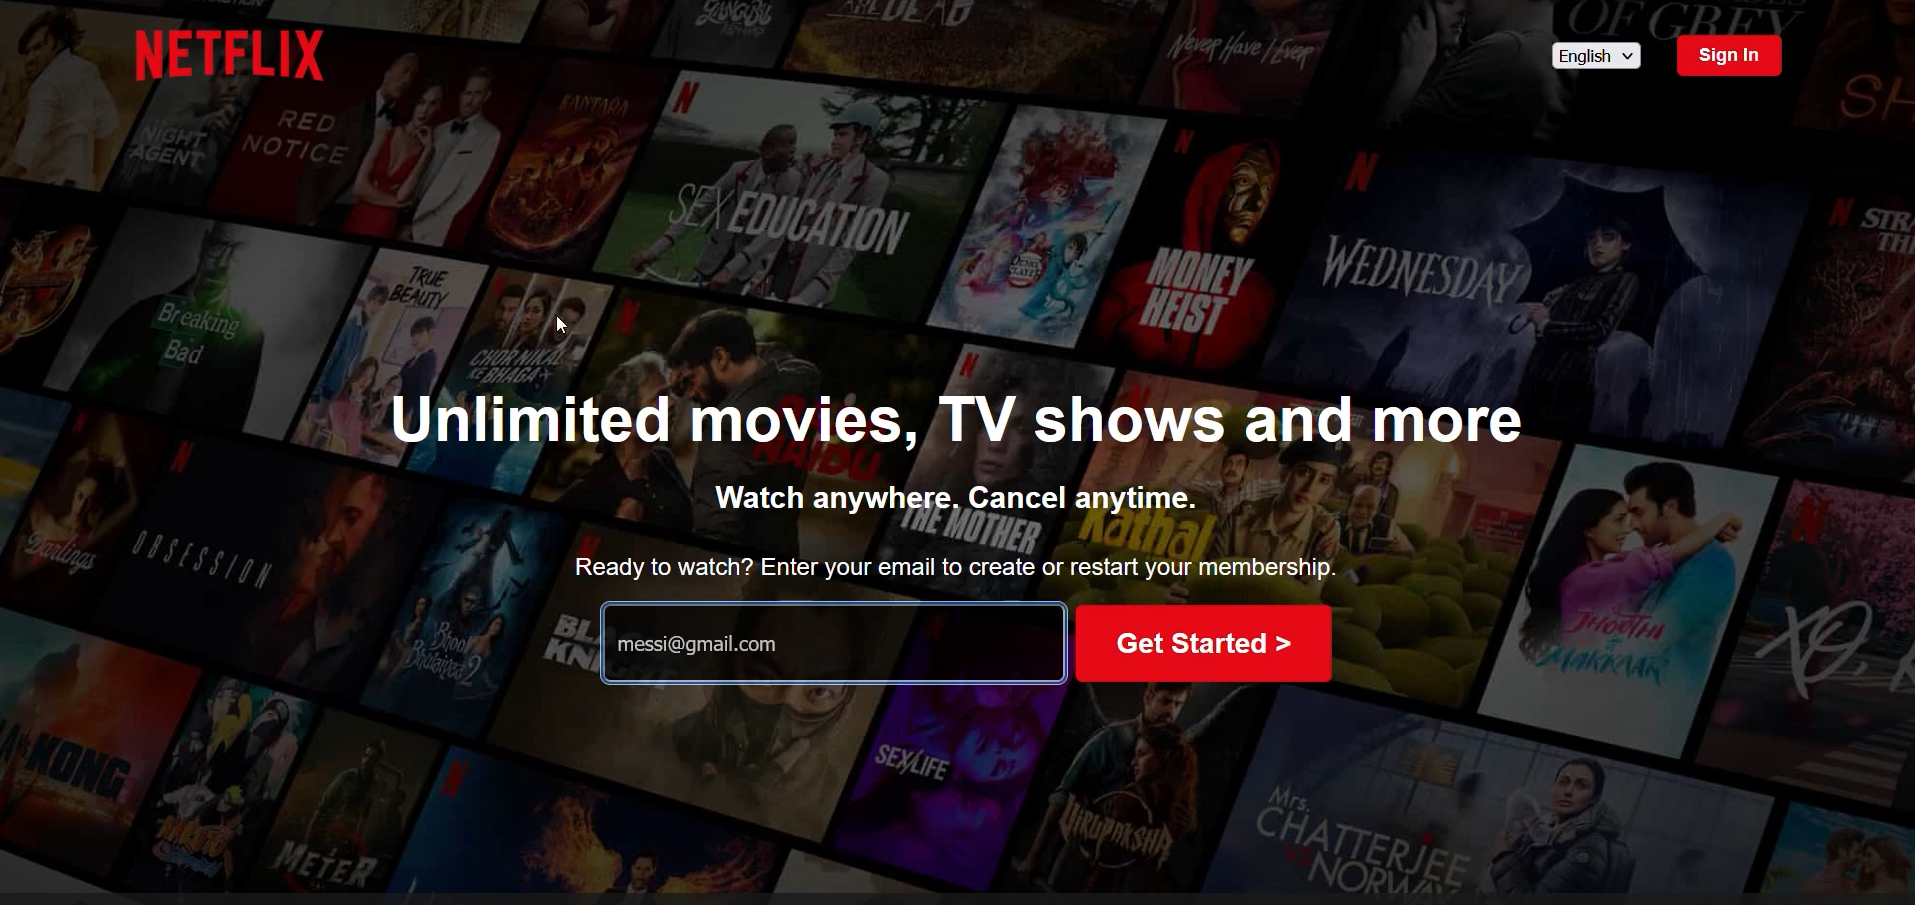 NETFLIX
English
Sign In
OF GREY
Never Have I Ever
NIGHT
AGENT
RED
NOTICE
KANTARA
SEX EDUCATION
MONEY
HEIST
WEDNESDAY
Breaking
Bad
TRUE
BEAUTY
CHOR NIKAL
KE BHAGA
Unlimited movies, TV shows and more
Watch anywhere. Cancel anytime.
THE MOTHER
Kathal
Darlings
OBSESSION
Ready to watch? Enter your email to create or restart your membership.
messi@gmail.com
Get Started >
Bhool
Bhulaiyaa 2
JHOOTHI
MAKKAAR
KONG
NARUTO
METER
SEX/LIFE
VIRUPAKSHA
Mrs.
CHATTERJEE
VS NORWAY